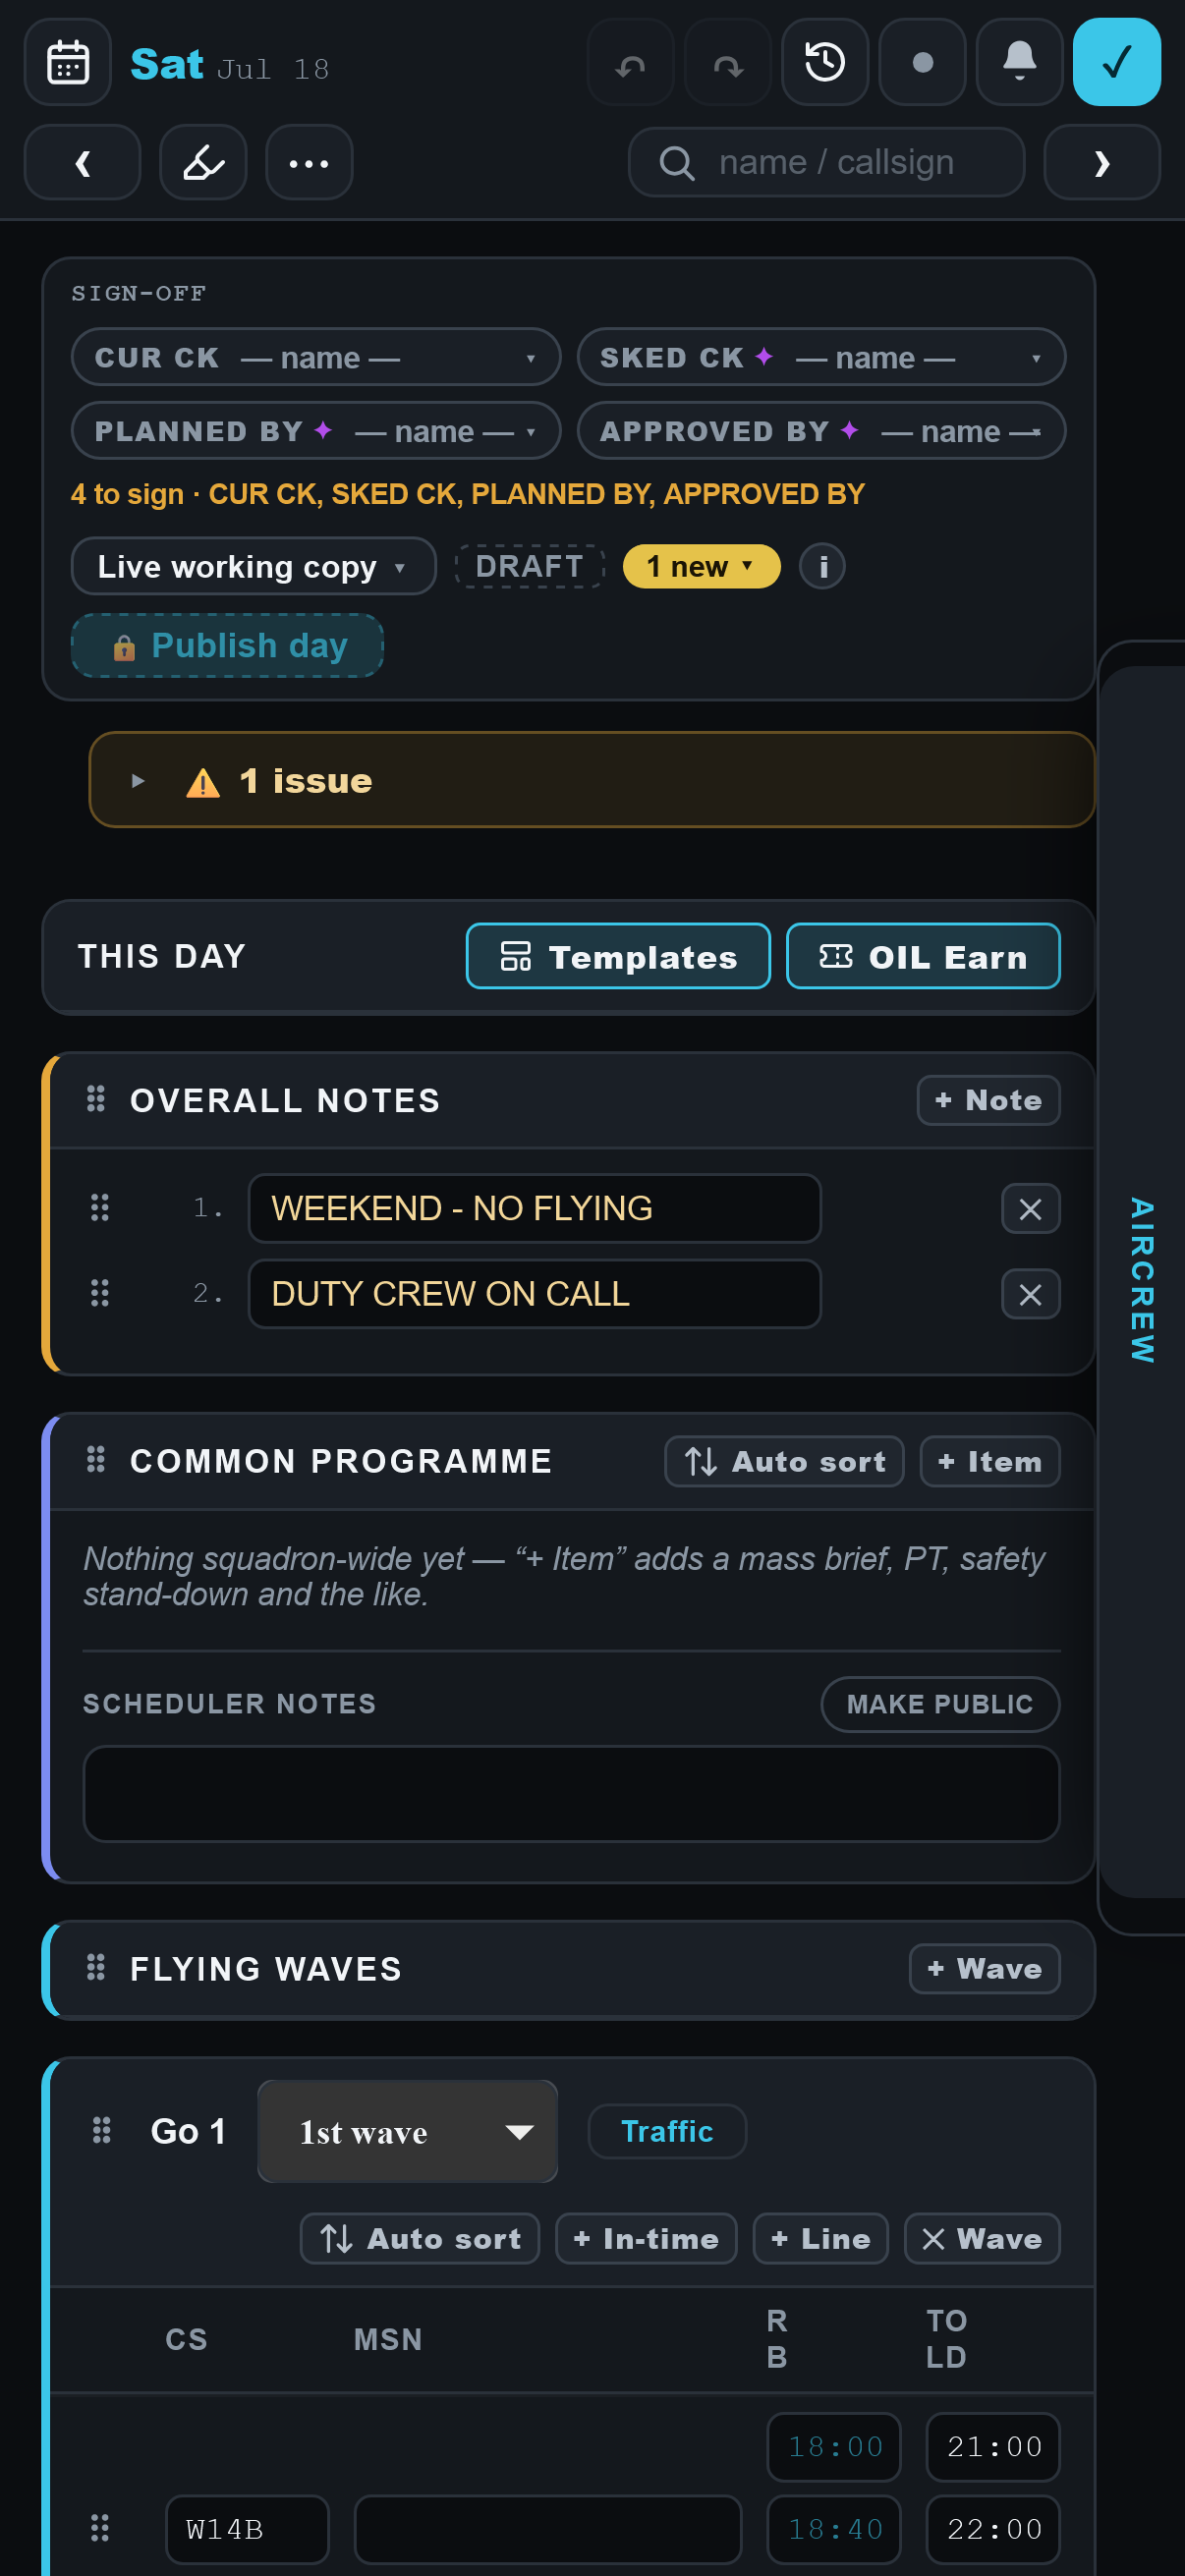 Sat Jul 18
name / callsign
SIGN-OFF
CUR CK — name —
SKED CK — name —
PLANNED BY — name —
APPROVED BY — name —
4 to sign · CUR CK, SKED CK, PLANNED BY, APPROVED BY
Live working copy DRAFT 1 new i
Publish day
1 issue
THIS DAY Templates OIL Earn
OVERALL NOTES + Note
1. WEEKEND - NO FLYING
2. DUTY CREW ON CALL
AIRCREW
COMMON PROGRAMME Auto sort + Item
Nothing squadron-wide yet — “+ Item” adds a mass brief, PT, safety
stand-down and the like.
SCHEDULER NOTES MAKE PUBLIC
FLYING WAVES + Wave
Go 1 1st wave Traffic
Auto sort + In-time + Line × Wave
CS MSN R B TO LD
18:00 21:00
W14B 18:40 22:00